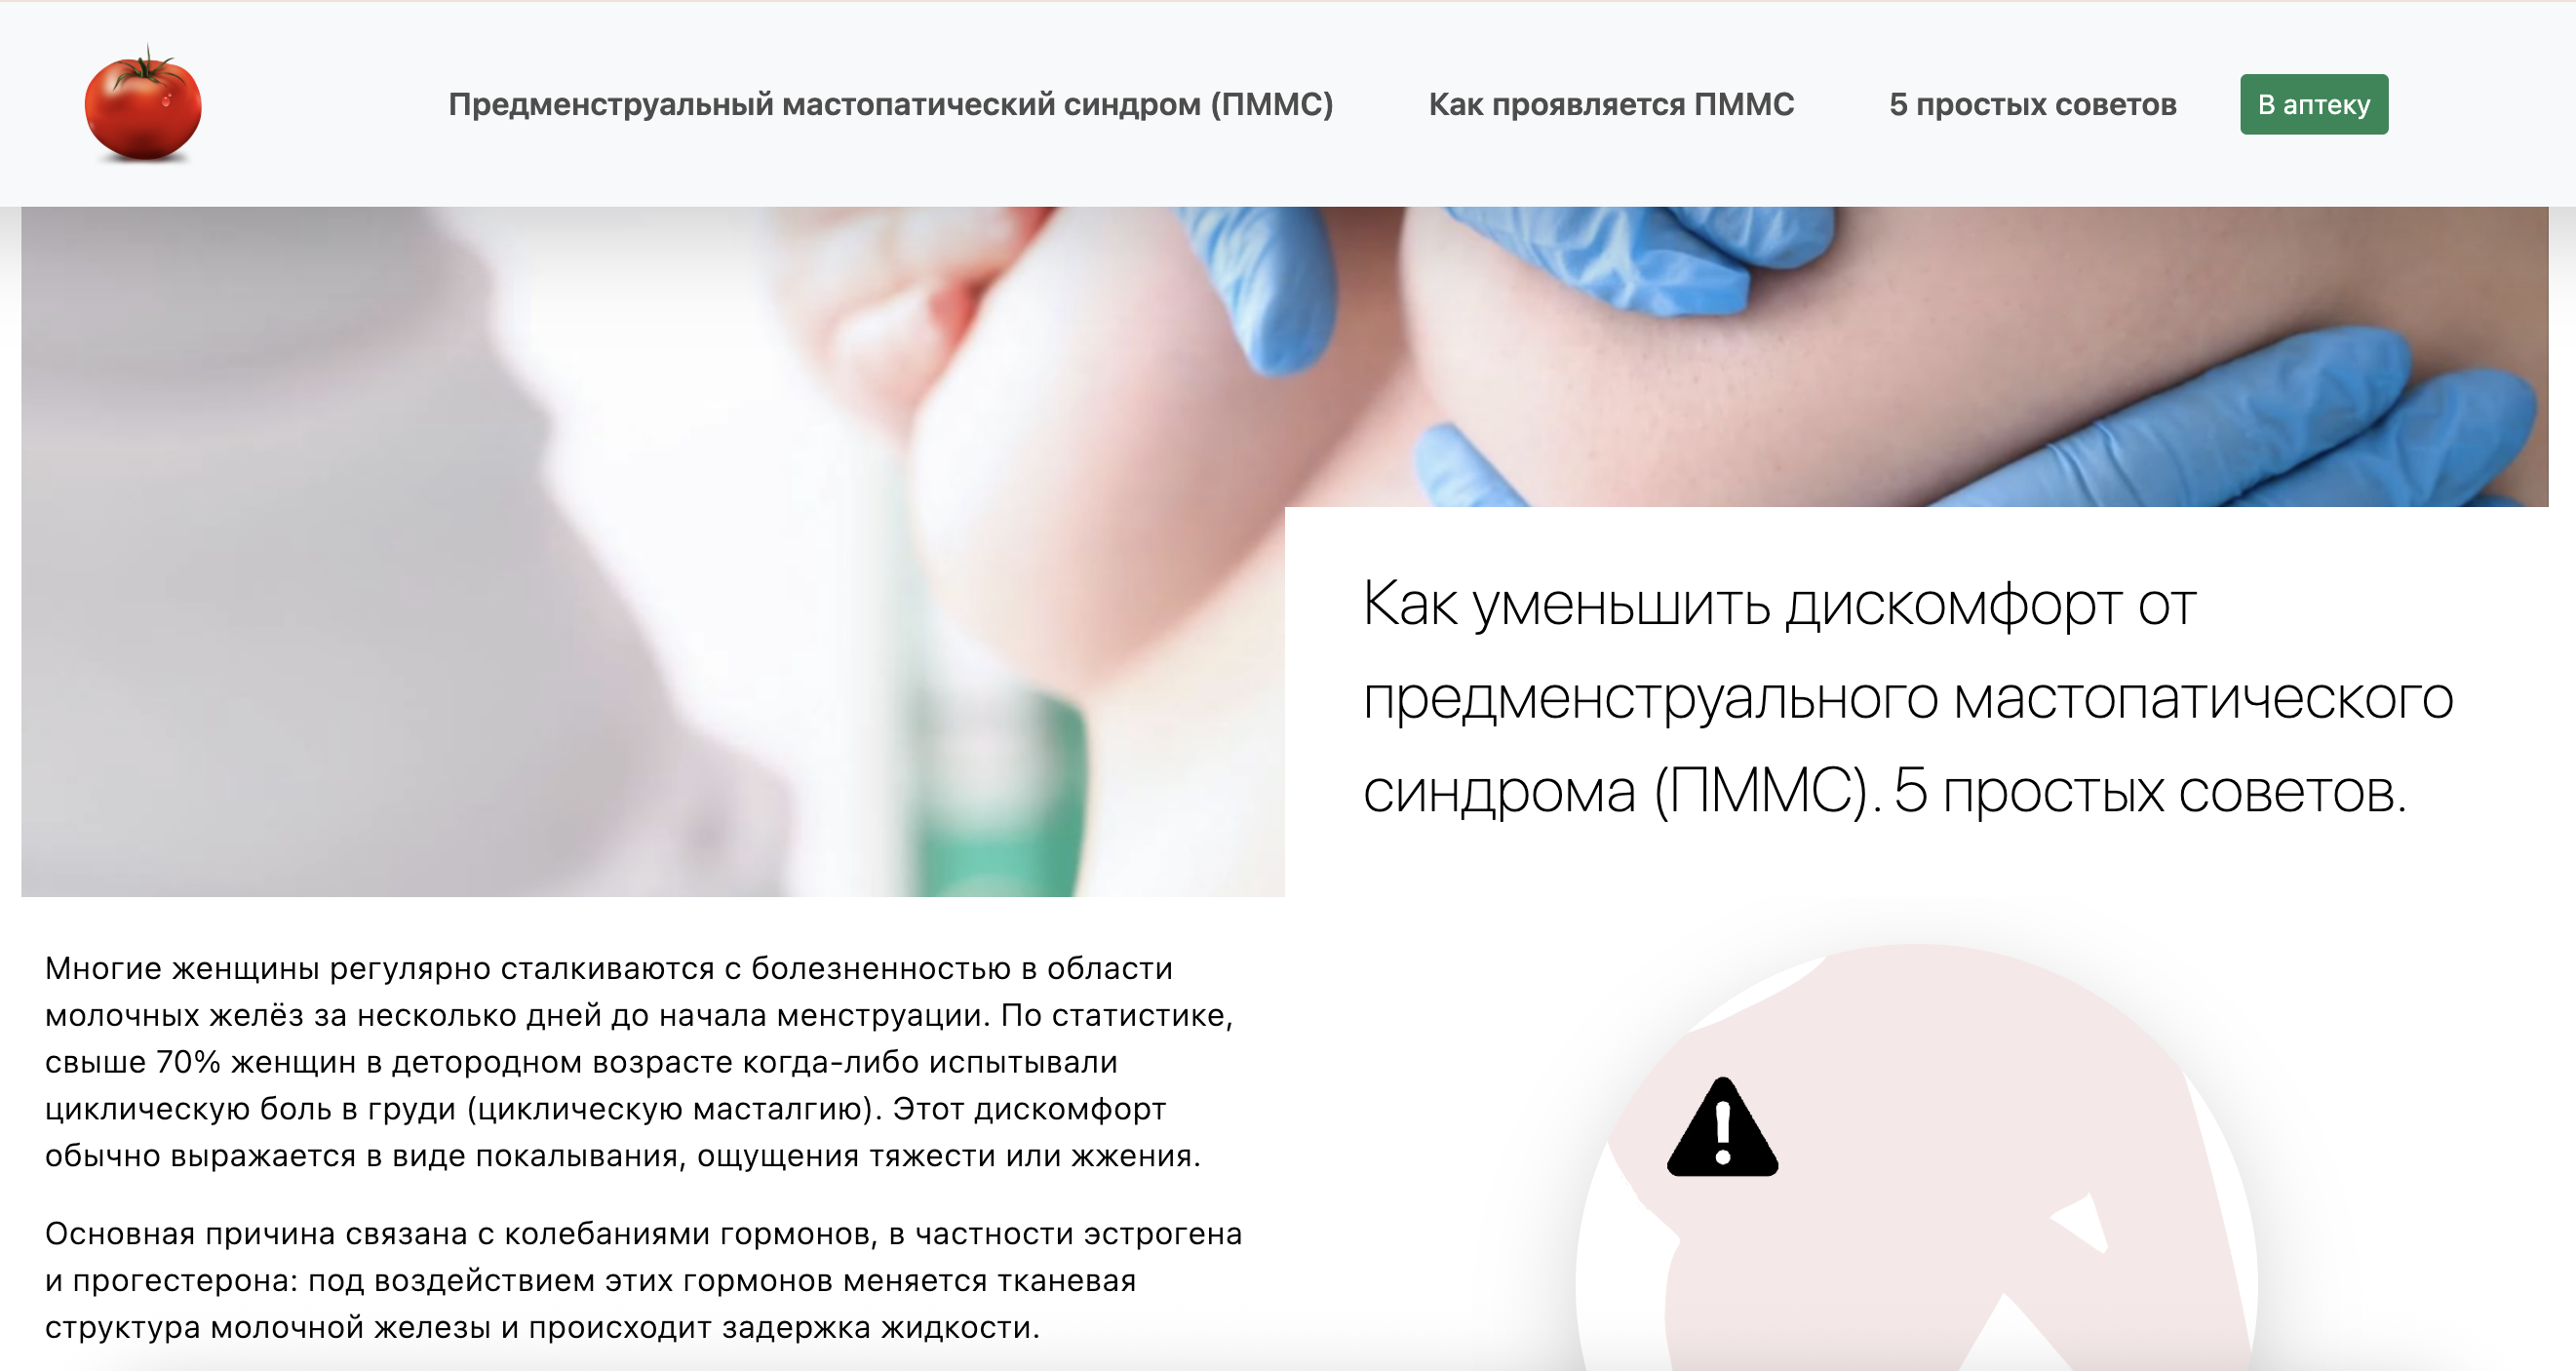 Предменструальный мастопатический синдром (ПММС)
Как проявляется ПММС
5 простых советов
В аптеку
Как уменьшить дискомфорт от
предменструального мастопатического
синдрома (ПММС). 5 простых советов.
Многие женщины регулярно сталкиваются с болезненностью в области
молочных желёз за несколько дней до начала менструации. По статистике,
свыше 70% женщин в детородном возрасте когда-либо испытывали
циклическую боль в груди (циклическую масталгию). Этот дискомфорт
обычно выражается в виде покалывания, ощущения тяжести или жжения.
Основная причина связана с колебаниями гормонов, в частности эстрогена
и прогестерона: под воздействием этих гормонов меняется тканевая
структура молочной железы и происходит задержка жидкости.